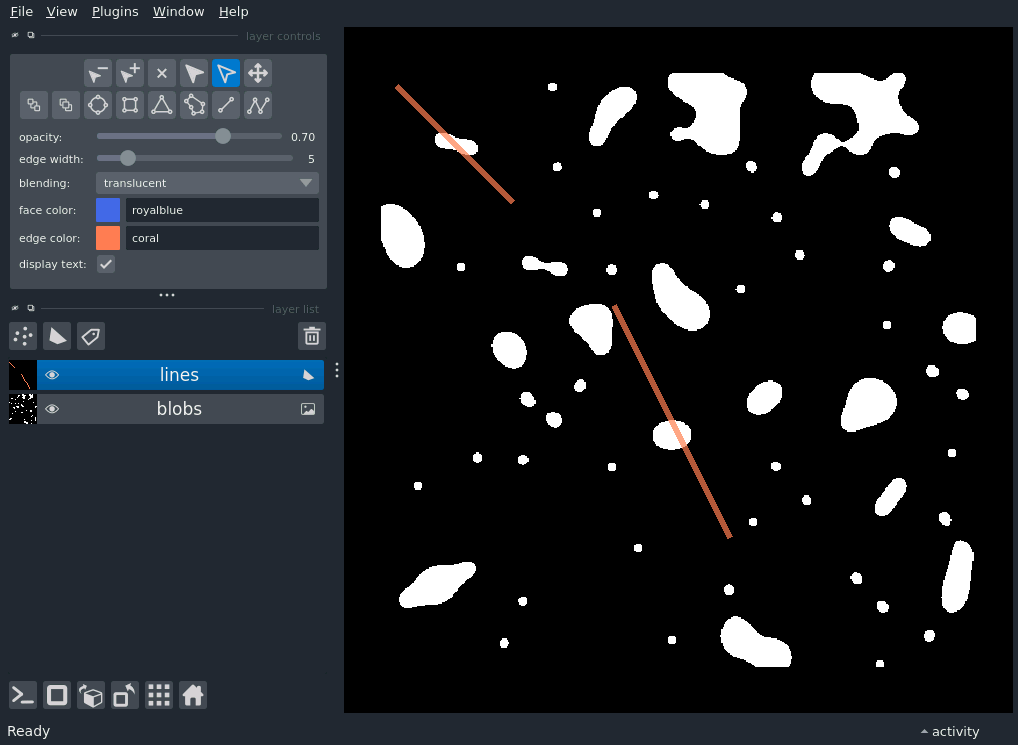 File View Plugins Window Help
layer controls
opacity: 0.70
edge width: 5
blending: translucent
face color: royalblue
edge color: coral
display text:
layer list
lines
blobs
Ready
activity